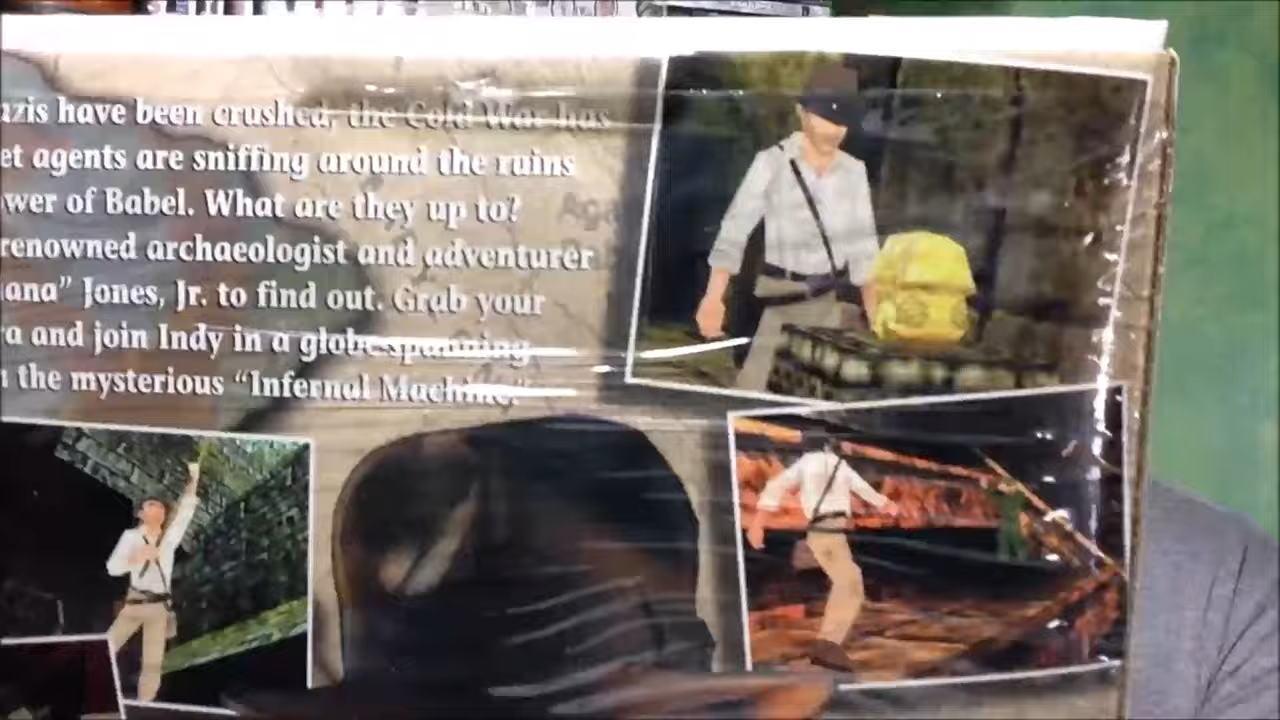 azis have been crushed, the Cold War has
et agents are sniffing around the ruins
wer of Babel. What are they up to?
renowned archaeologist and adventurer
iana" Jones, Jr. to find out. Grab your
a and join Indy in a globe-spanning
the mysterious "Infernal Machine."